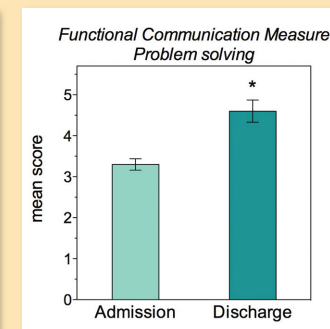 Functional Communication Measure
Problem solving
*
5
4
3
2
1
0
mean score
Admission Discharge